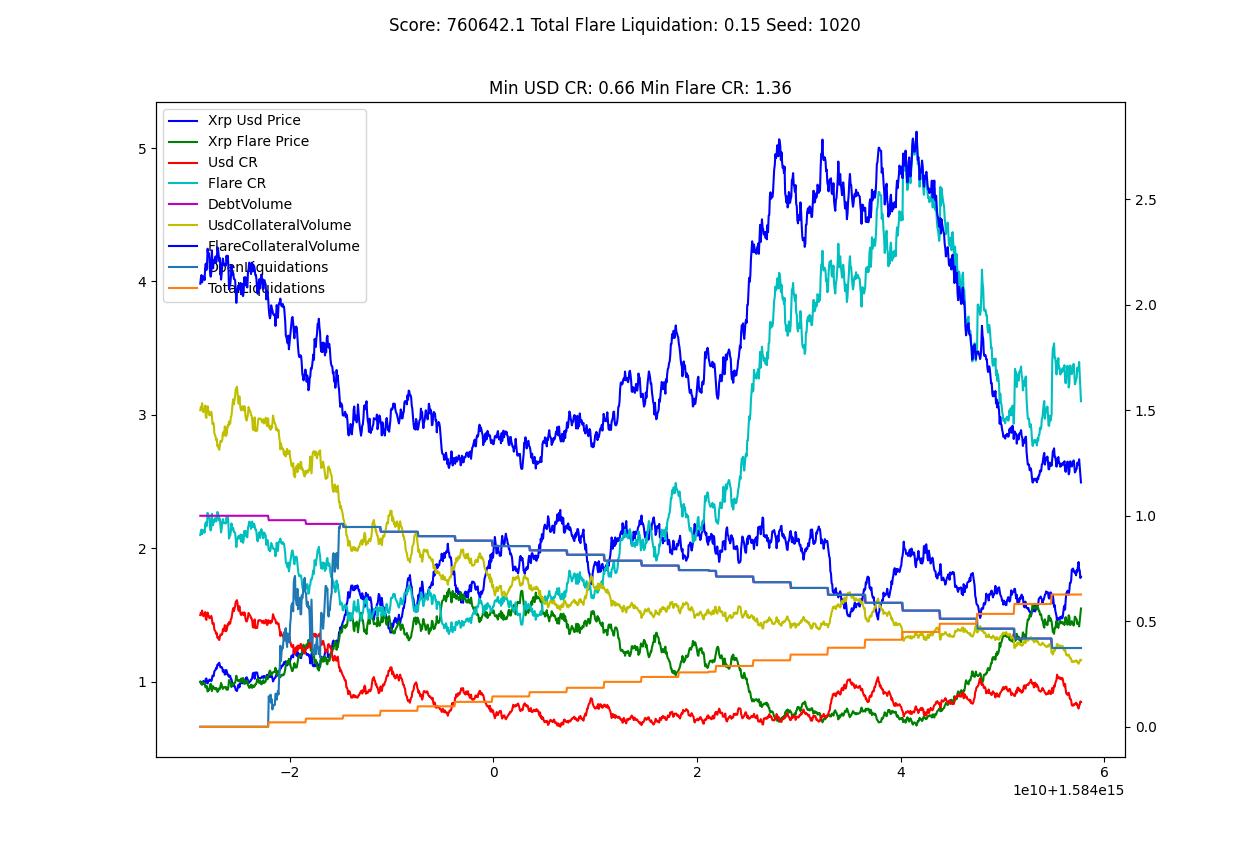 Score: 760642.1 Total Flare Liquidation: 0.15 Seed: 1020
Min USD CR: 0.66 Min Flare CR: 1.36
Xrp Usd Price
Xrp Flare Price
Usd CR
Flare CR
DebtVolume
UsdCollateralVolume
FlareCollateralVolume
OpenLiquidations
TotalLiquidations
5
4
3
2
1
2.5
2.0
1.5
1.0
0.5
0.0
−2
0
2
4
6
1e10+1.584e15